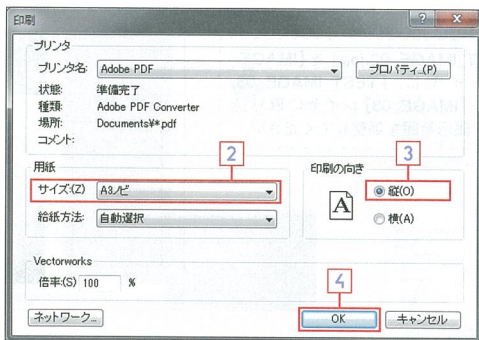 印刷
プリンタ
プリンタ名: Adobe PDF プロパティ...(P)
状態: 準備完了
種類: Adobe PDF Converter
場所: Documents¥*.pdf
コメント:
2
3
用紙
印刷の向き
サイズ:(Z) A3ノビ
縦(O)
A
給紙方法: 自動選択
横(A)
Vectorworks
倍率:(S) 100 %
4
ネットワーク... OK キャンセル